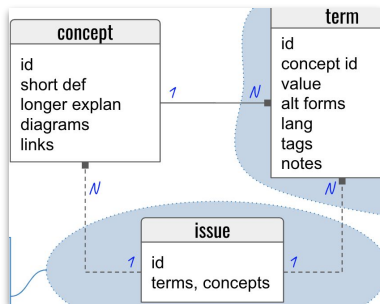 concept
id
short def
longer explan
diagrams
links
term
id
concept id
value
alt forms
lang
tags
notes
1
N
N
N
issue
id
terms, concepts
1
1